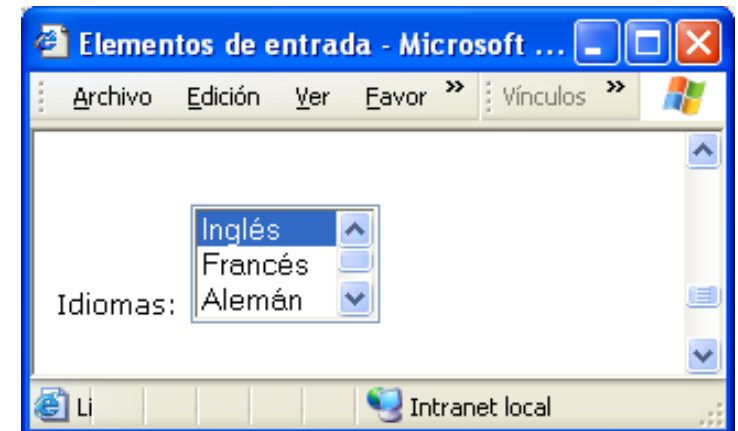 Elementos de entrada - Microsoft ...
Archivo Edición Ver Favor » Vínculos »
Inglés
Francés
Idiomas: Alemán
Li Intranet local